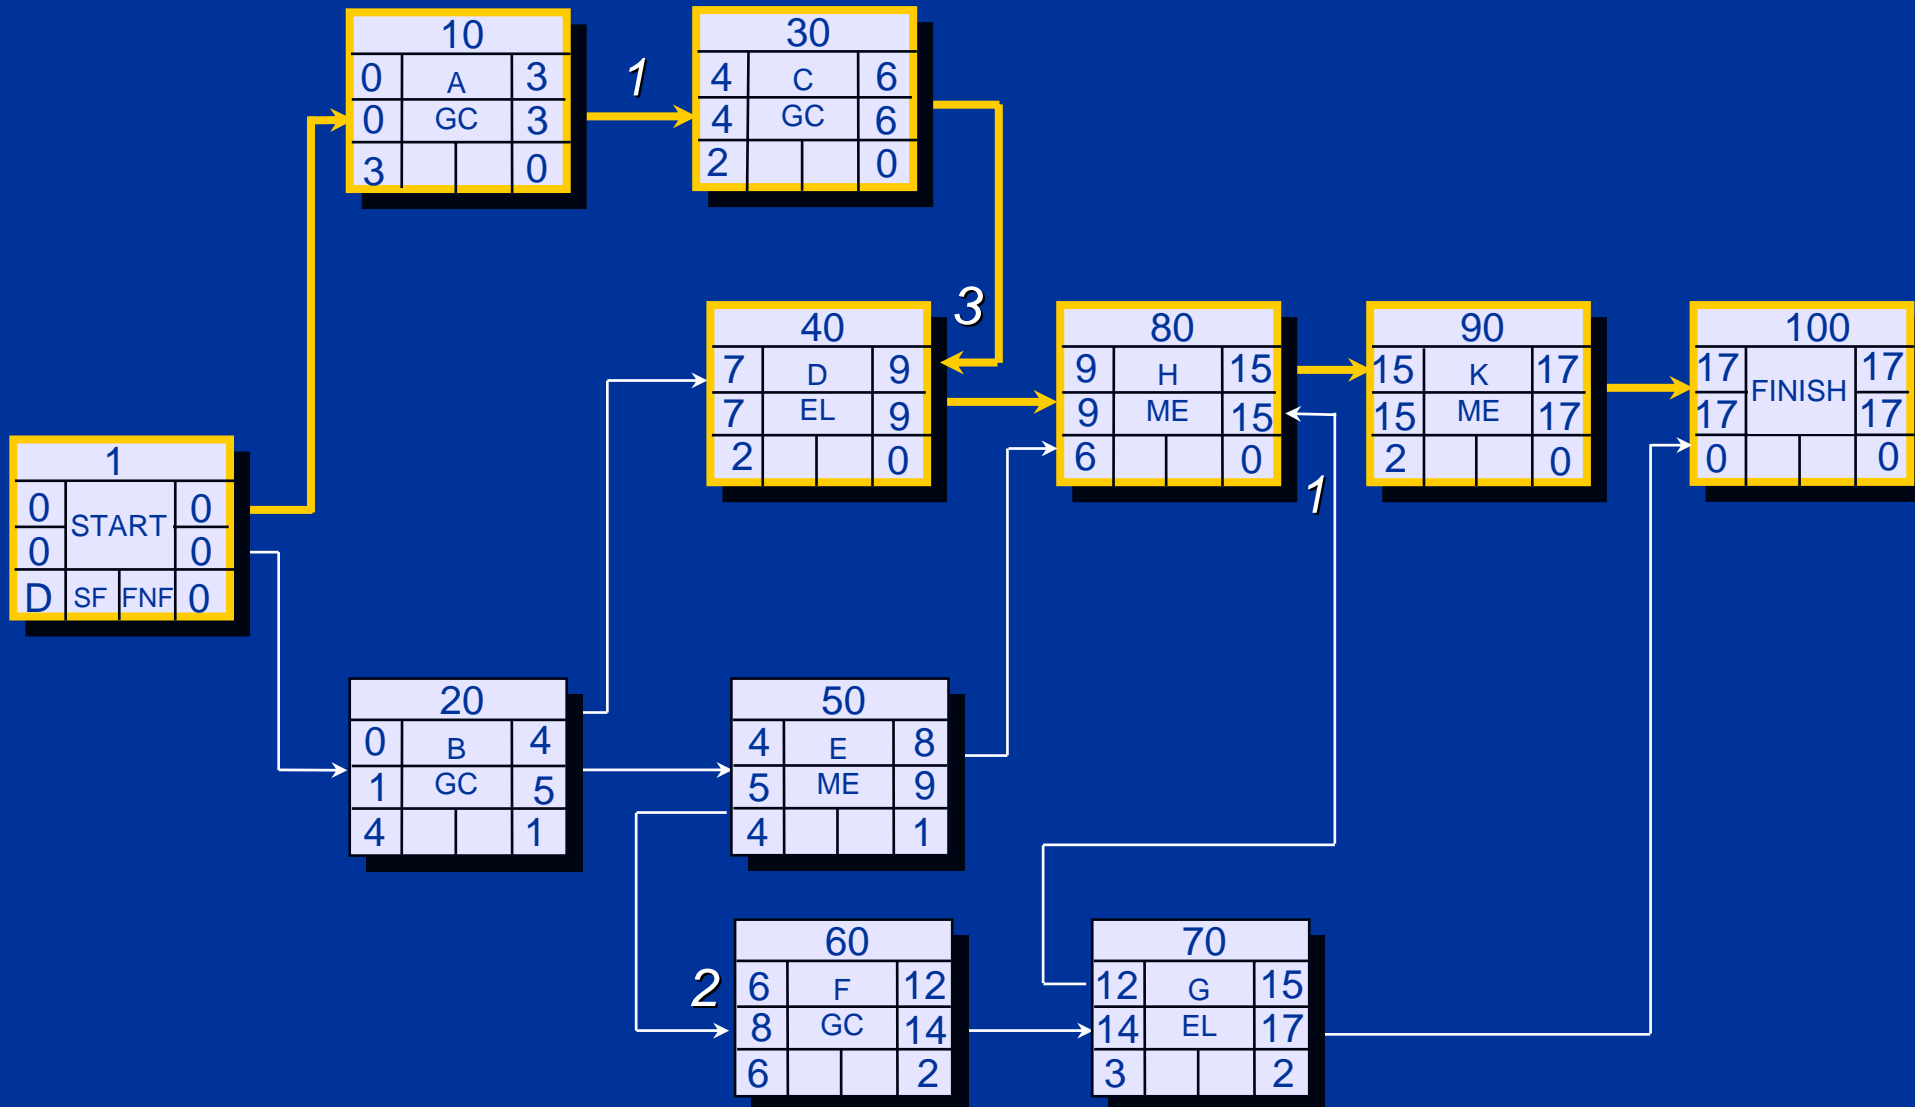 10
0 A 3
0 GC 3
3 0
1
30
4 C 6
4 GC 6
2 0
3
40
7 D 9
7 EL 9
2 0
80
9 H 15
9 ME 15
6 0
1
90
15 K 17
15 ME 17
2 0
100
17 FINISH 17
17 17
0 0
1
0 START 0
0 0
D SF FNF 0
20
0 B 4
1 GC 5
4 1
50
4 E 8
5 ME 9
4 1
2
60
6 F 12
8 GC 14
6 2
70
12 G 15
14 EL 17
3 2